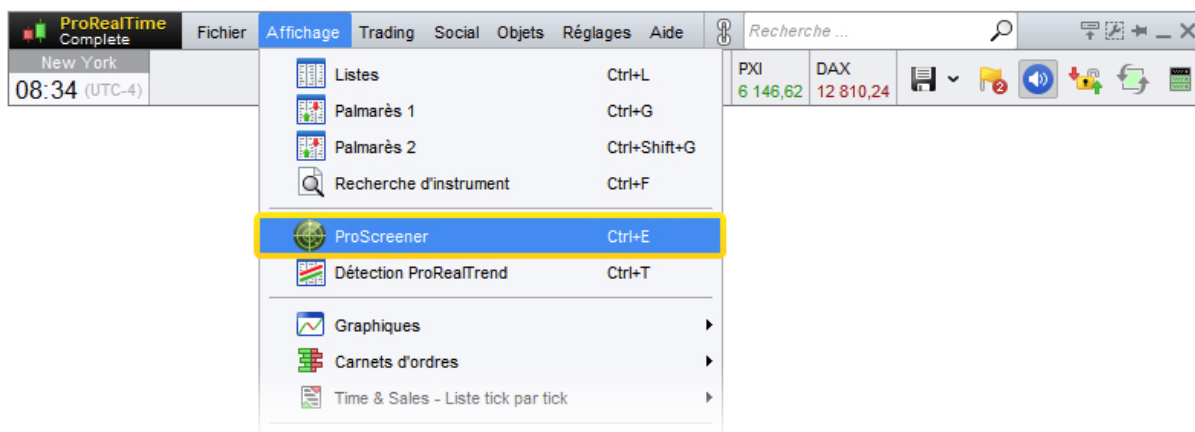 ProRealTime
Complete
Fichier Affichage Trading Social Objets Réglages Aide Recherche ...
New York
08:34 (UTC-4)
PXI DAX
6 146,62 12 810,24
2
Listes Ctrl+L
Palmarès 1 Ctrl+G
Palmarès 2 Ctrl+Shift+G
Recherche d'instrument Ctrl+F
ProScreener Ctrl+E
Détection ProRealTrend Ctrl+T
Graphiques
Carnets d'ordres
Time & Sales - Liste tick par tick